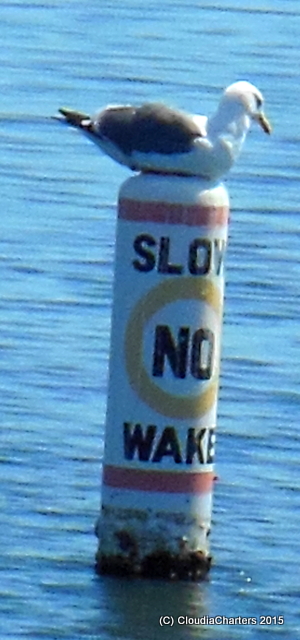 SLOW
NO
WAKE
(C) CloudiaCharters 2015